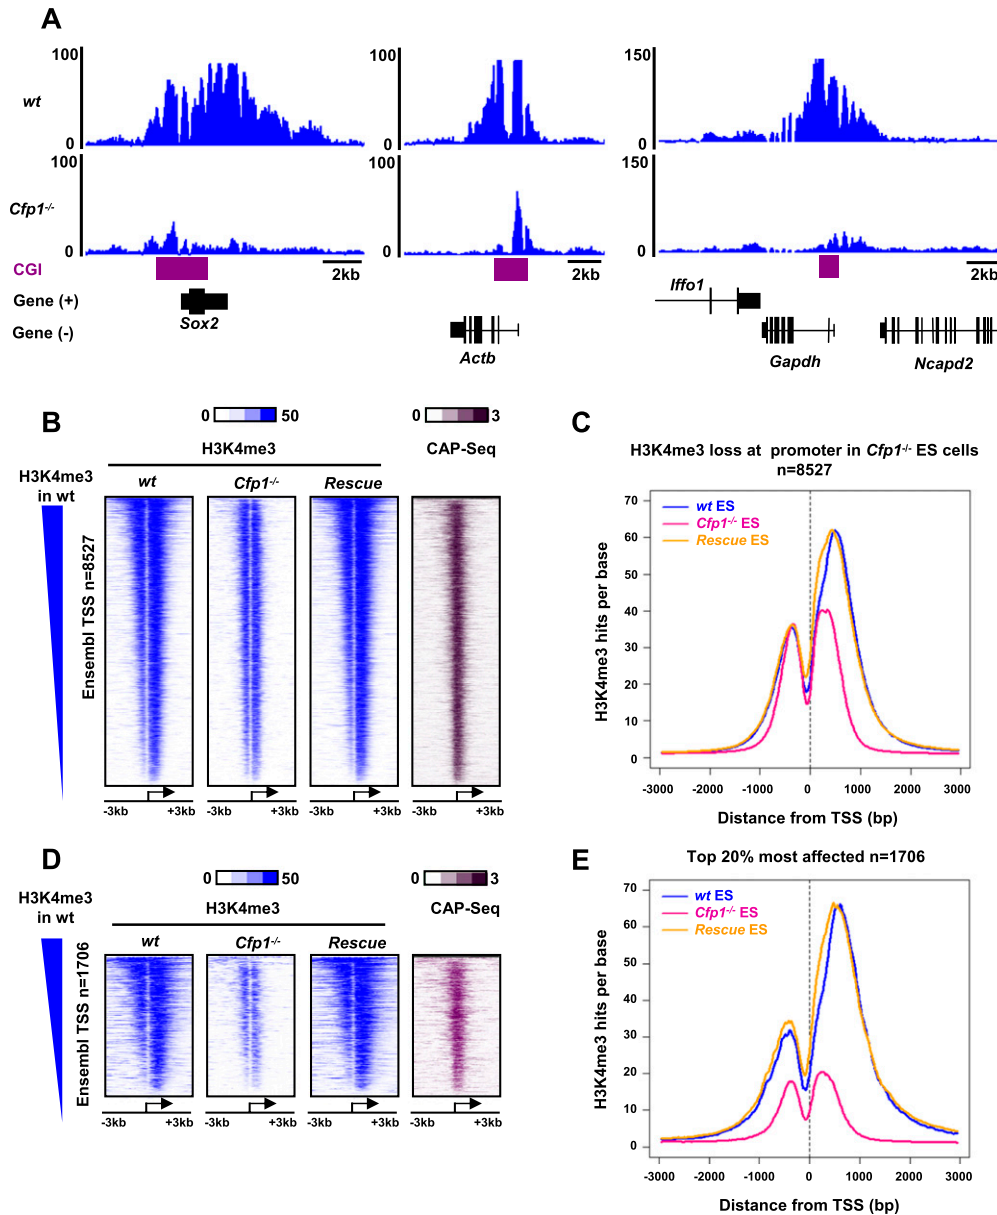 A
100 100 150
wt
0 0 0
100 100 150
Cfp1-/-
0 0 0
CGI 2kb 2kb 2kb
Gene (+) Iffo1
Sox2
Gene (-)
Actb Gapdh Ncapd2
B
0 50 0 3
H3K4me3 CAP-Seq
H3K4me3
in wt
wt Cfp1-/- Rescue
Ensembl TSS n=8527
-3kb +3kb -3kb +3kb -3kb +3kb -3kb +3kb
C
H3K4me3 loss at promoter in Cfp1-/- ES cells
n=8527
wt ES
Cfp1-/- ES
Rescue ES
H3K4me3 hits per base
70
60
50
40
30
20
10
0
-3000 -2000 -1000 0 1000 2000 3000
Distance from TSS (bp)
D
0 50 0 3
H3K4me3 CAP-Seq
H3K4me3
in wt
wt Cfp1-/- Rescue
Ensembl TSS n=1706
-3kb +3kb -3kb +3kb -3kb +3kb -3kb +3kb
E
Top 20% most affected n=1706
wt ES
Cfp1-/- ES
Rescue ES
H3K4me3 hits per base
70
60
50
40
30
20
10
0
-3000 -2000 -1000 0 1000 2000 3000
Distance from TSS (bp)